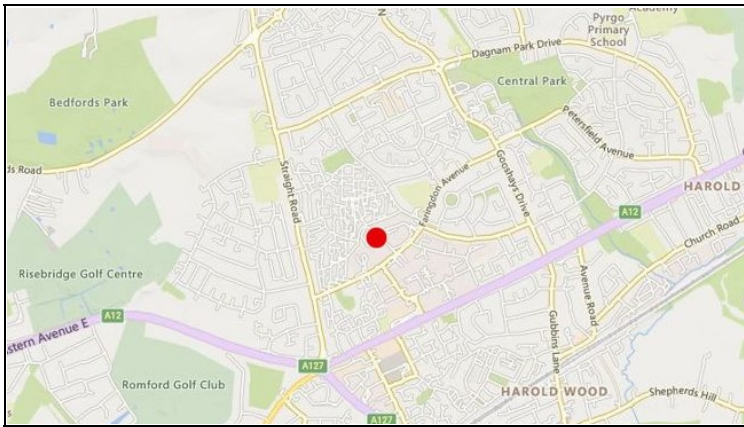 Academy
Pyrgo
Primary
School
N
Dagnam Park Drive
Central Park
Bedfords Park
Petersfield Avenue
ds Road
Straight Road
Faringdon Avenue
Gooshays Drive
HAROLD
A12
Church Road
Risebridge Golf Centre
Avenue Road
A12
stern Avenue E
Gubbins Lane
A127
Romford Golf Club
HAROLD WOOD
Shepherds Hill
A127